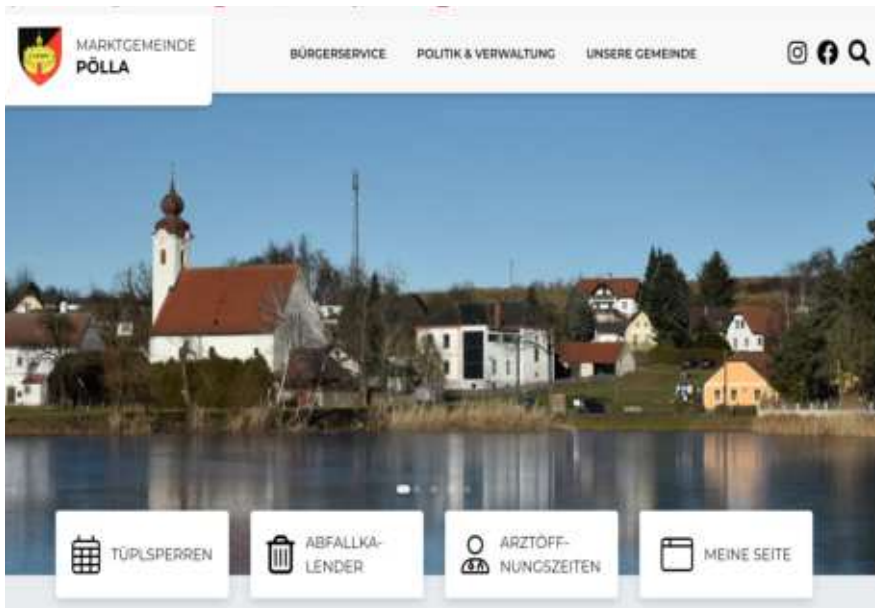 MARKTGEMEINDE
PÖLLA
BÜRGERSERVICE POLITIK & VERWALTUNG UNSERE GEMEINDE
TÜPLSPERREN
ABFALLKA-
LENDER
ARZTÖFF-
NUNGSZEITEN
MEINE SEITE